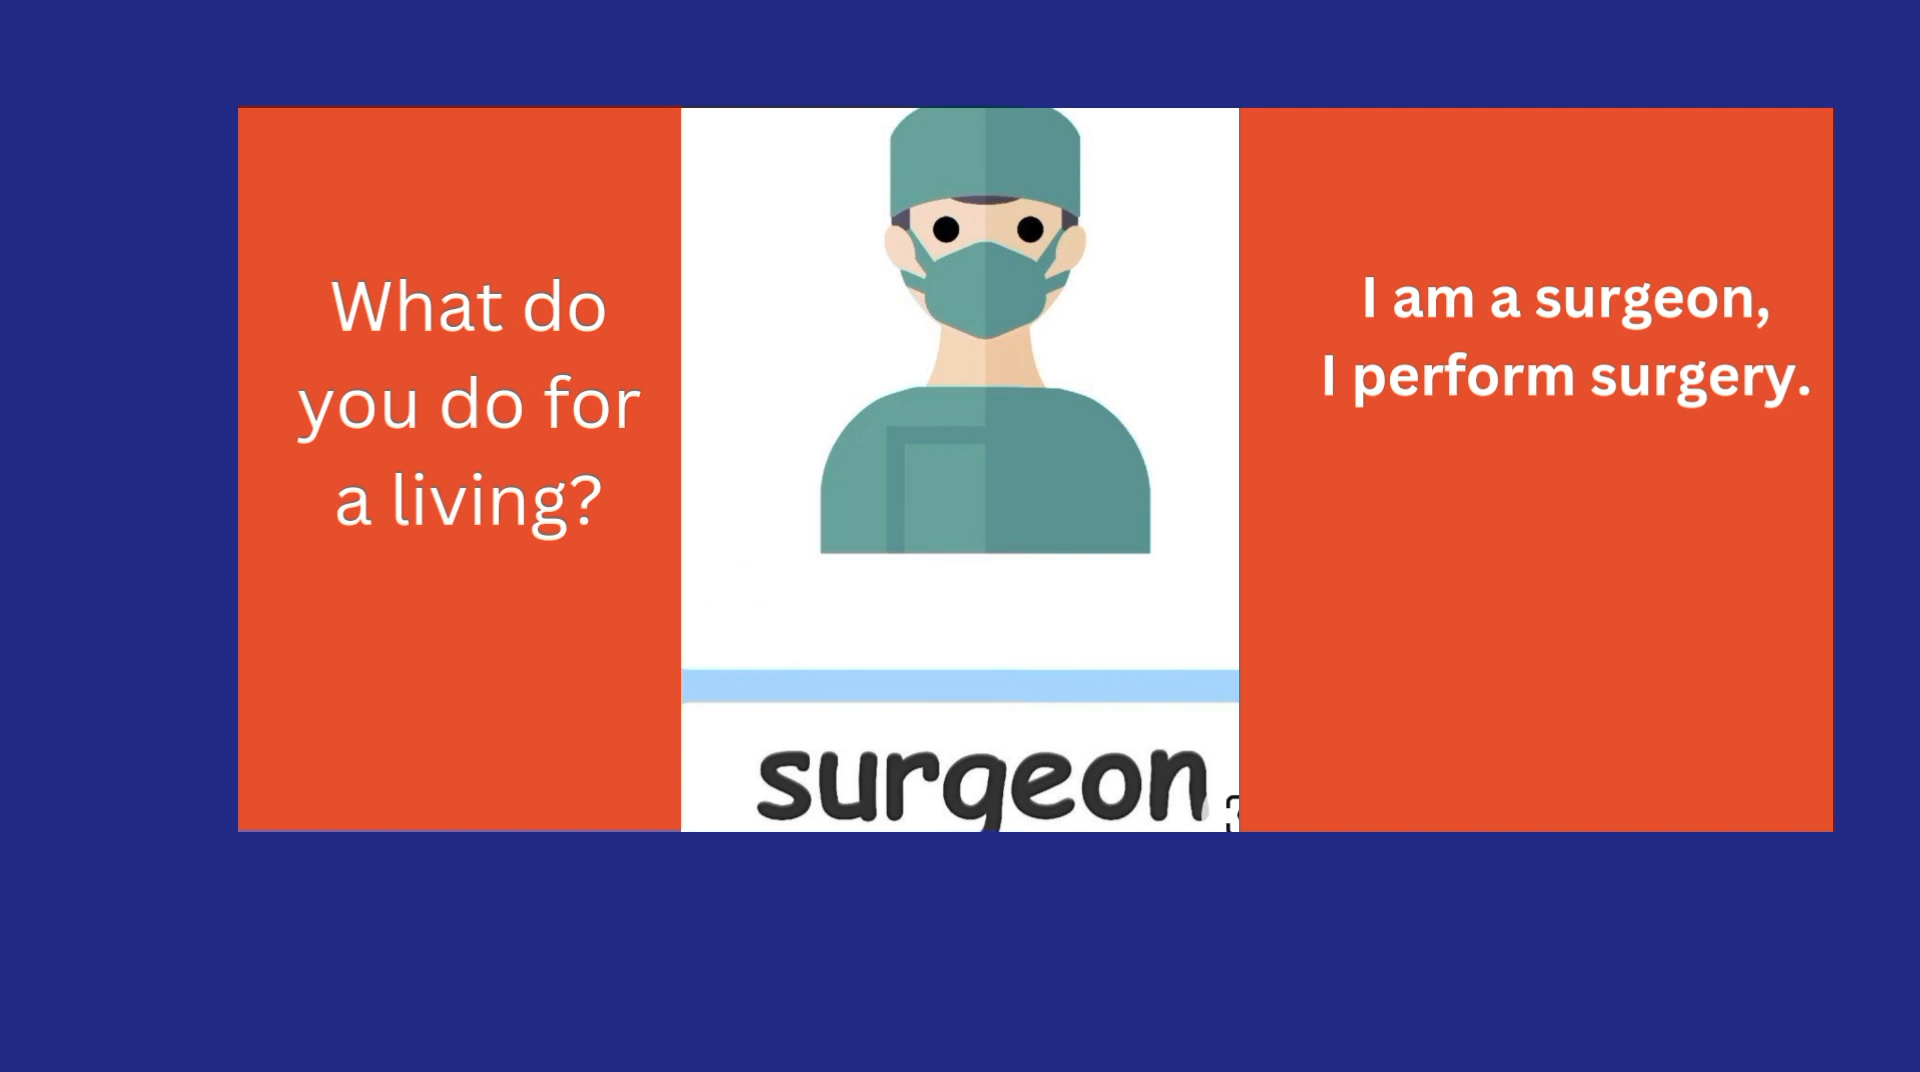 What do
you do for
a living?
surgeon
I am a surgeon,
I perform surgery.